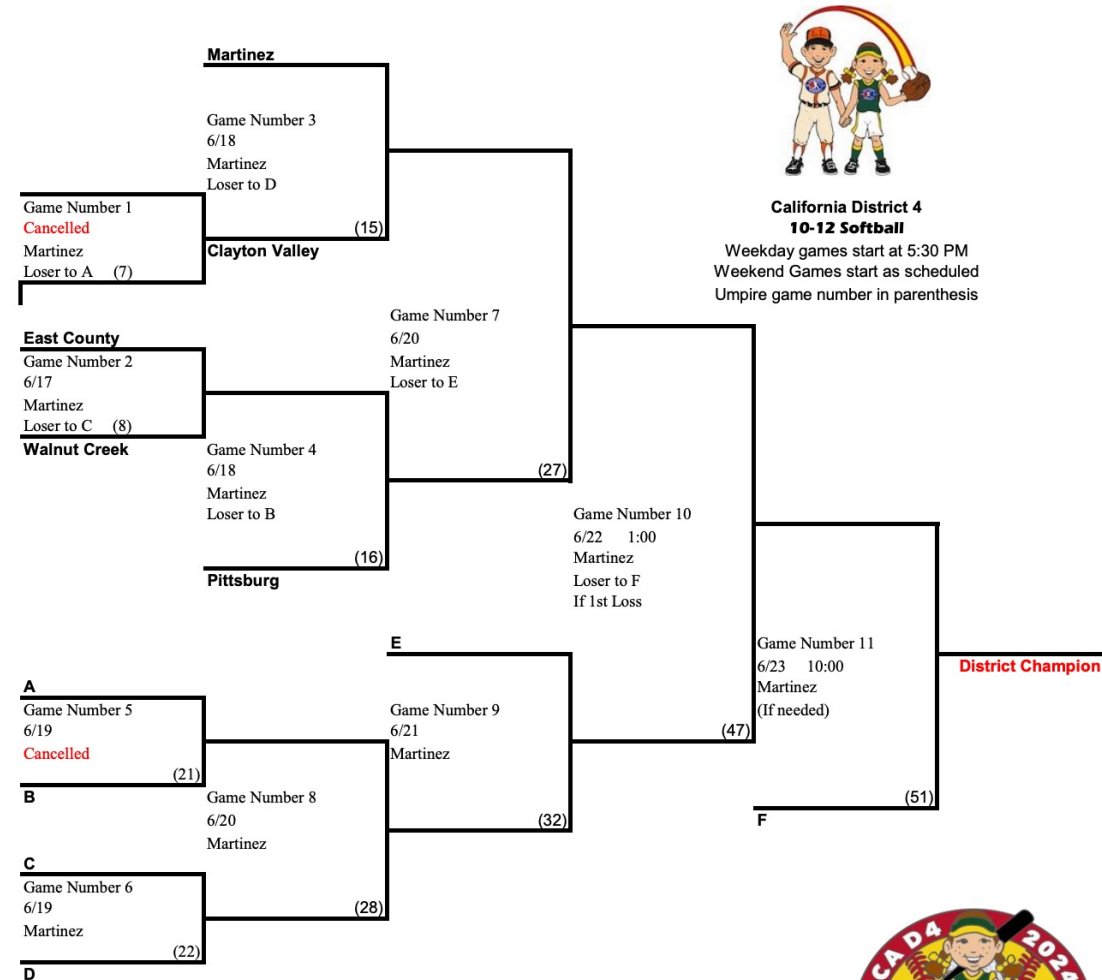 Martinez
Game Number 3
6/18
Martinez
Loser to D
(15)
Clayton Valley
Game Number 1
Cancelled
Martinez
Loser to A (7)
East County
Game Number 2
6/17
Martinez
Loser to C (8)
Walnut Creek
Game Number 4
6/18
Martinez
Loser to B
(16)
Pittsburg
Game Number 7
6/20
Martinez
Loser to E
(27)
California District 4
10-12 Softball
Weekday games start at 5:30 PM
Weekend Games start as scheduled
Umpire game number in parenthesis
Game Number 10
6/22 1:00
Martinez
Loser to F
If 1st Loss
(47)
E
Game Number 9
6/21
Martinez
(32)
A
Game Number 5
6/19
Cancelled
(21)
B
Game Number 8
6/20
Martinez
(28)
C
Game Number 6
6/19
Martinez
(22)
D
Game Number 11
6/23 10:00
Martinez
(If needed)
(51)
F
District Champion
CA D4 2024